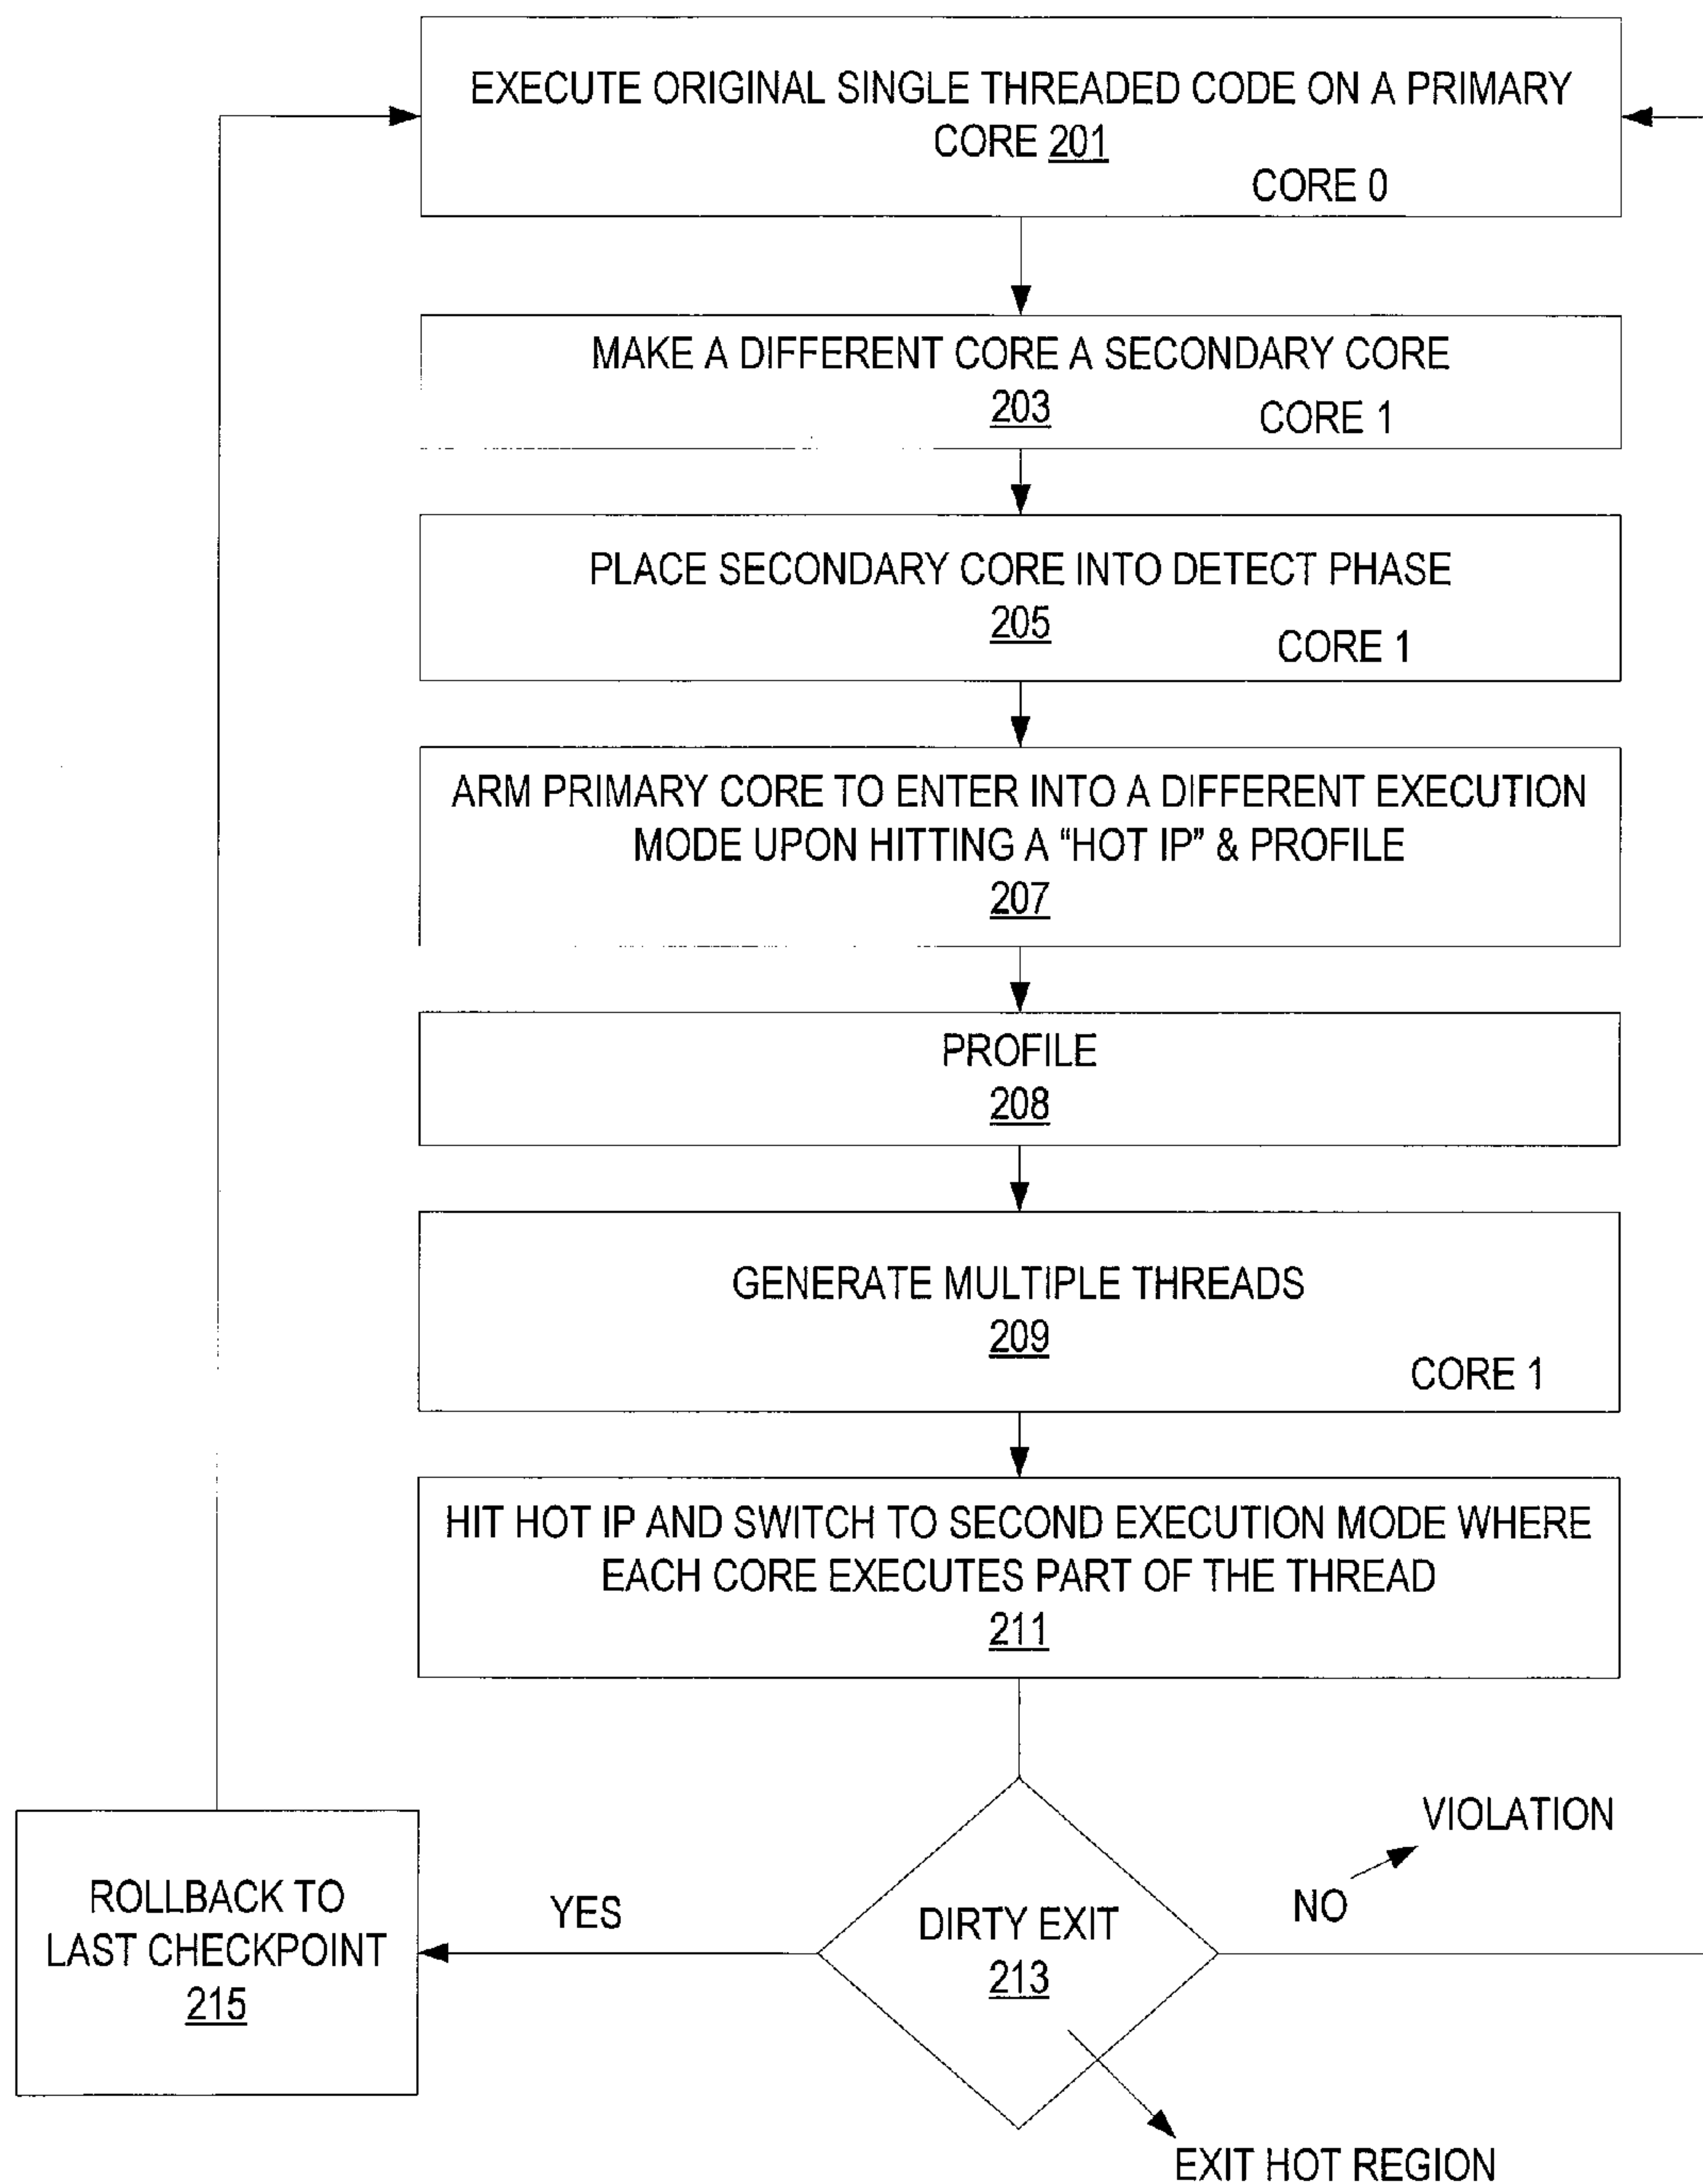 EXECUTE ORIGINAL SINGLE THREADED CODE ON A PRIMARY
CORE 201
CORE 0
MAKE A DIFFERENT CORE A SECONDARY CORE
203
CORE 1
PLACE SECONDARY CORE INTO DETECT PHASE
205
CORE 1
ARM PRIMARY CORE TO ENTER INTO A DIFFERENT EXECUTION
MODE UPON HITTING A “HOT IP” & PROFILE
207
PROFILE
208
GENERATE MULTIPLE THREADS
209
CORE 1
HIT HOT IP AND SWITCH TO SECOND EXECUTION MODE WHERE
EACH CORE EXECUTES PART OF THE THREAD
211
ROLLBACK TO
LAST CHECKPOINT
215
YES
DIRTY EXIT
213
NO
VIOLATION
EXIT HOT REGION